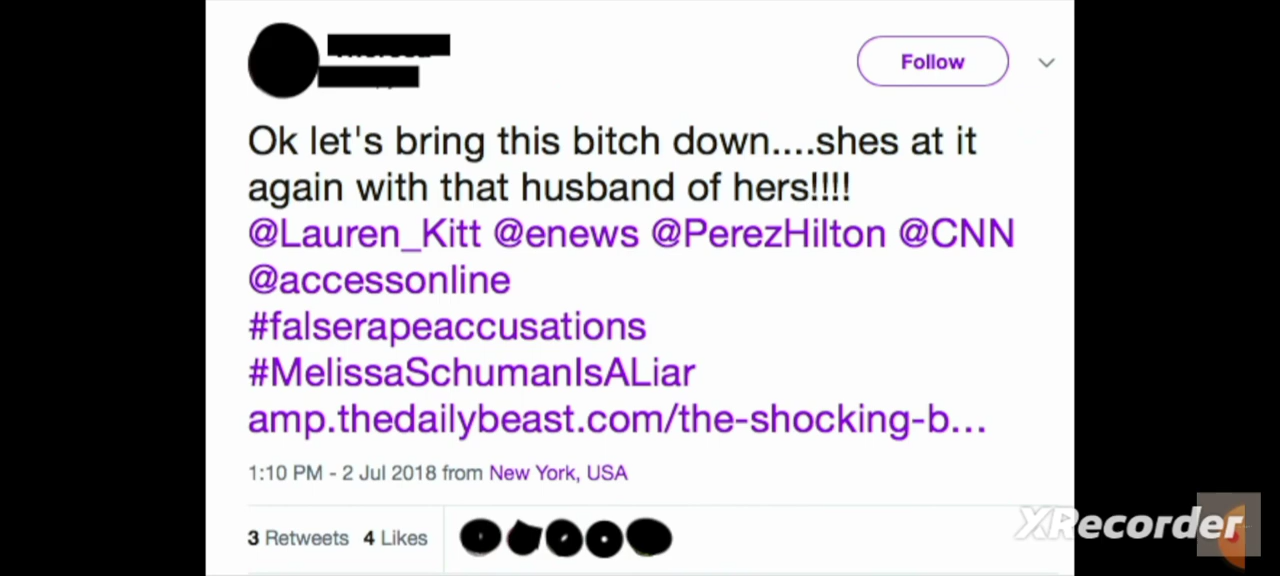 Follow
Ok let's bring this bitch down....shes at it
again with that husband of hers!!!!
@Lauren_Kitt @enews @PerezHilton @CNN
@accessonline
#falserapeaccusations
#MelissaSchumanIsALiar
amp.thedailybeast.com/the-shocking-b...
1:10 PM - 2 Jul 2018 from New York, USA
3 Retweets 4 Likes
XRecorder